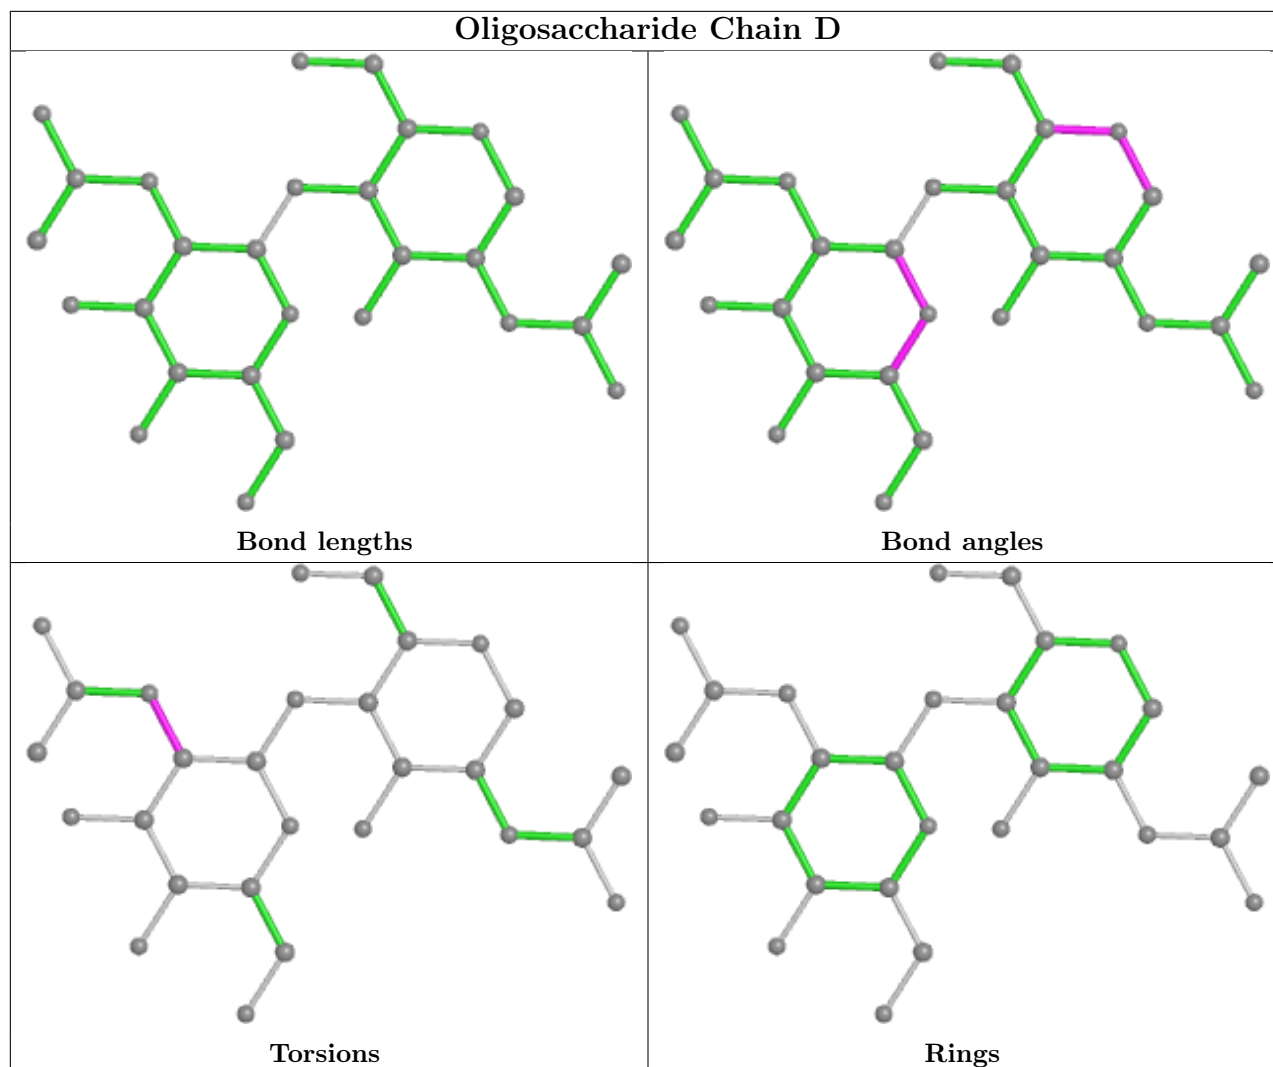 Oligosaccharide Chain D
Bond lengths
Bond angles
Torsions
Rings